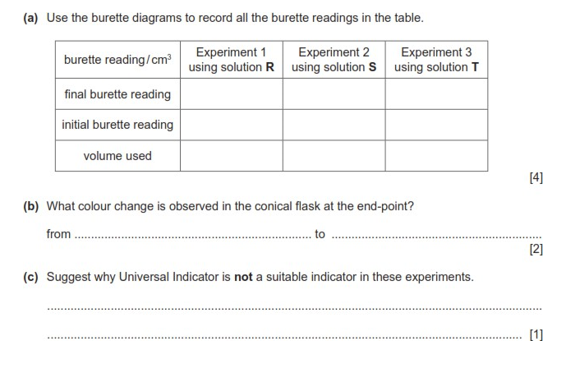 (a) Use the burette diagrams to record all the burette readings in the table.
burette reading/cm³ Experiment 1 using solution R Experiment 2 using solution S Experiment 3 using solution T
final burette reading
initial burette reading
volume used
[4]
(b) What colour change is observed in the conical flask at the end-point?
from ........................................................................ to ................................................................
[2]
(c) Suggest why Universal Indicator is not a suitable indicator in these experiments.
................................................................................................................................................
........................................................................................................................................... [1]